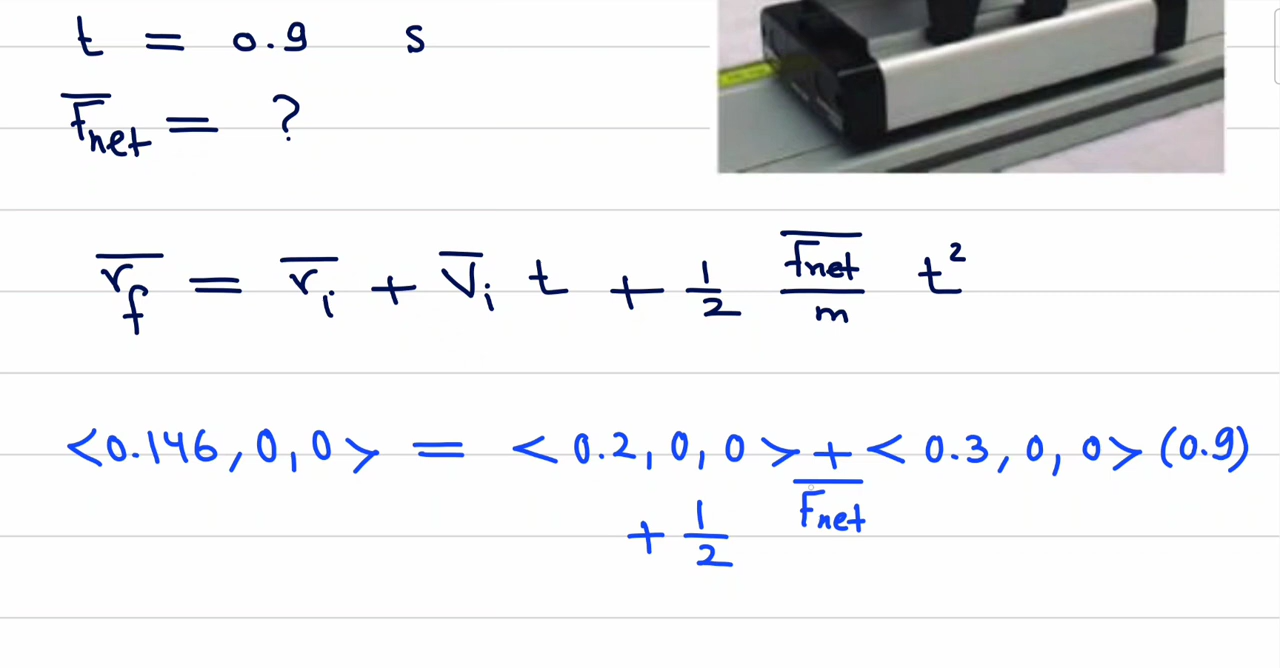 t = 0.9 s
F̅net = ?
r̅f = r̅i + V̅i t + 1/2 F̅net/m t²
<0.146, 0, 0> = <0.2, 0, 0> + <0.3, 0, 0> (0.9)
+ 1/2 F̅net